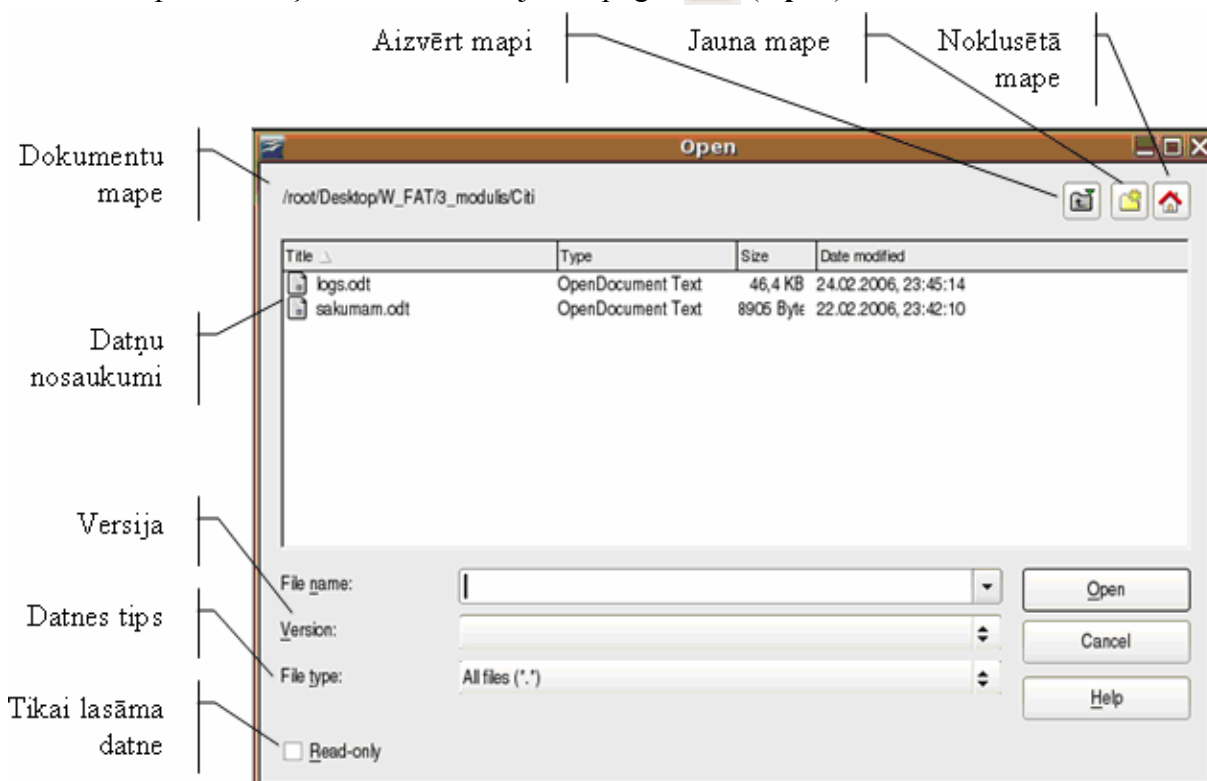 Aizvērt mapi
Jauna mape
Noklusētā
mape
Dokumentu
mape
Open
/root/Desktop/W_FAT/3_modulis/Citi
Title Type Size Date modified
logs.odt OpenDocument Text 46,4 KB 24.02.2006, 23:45:14
sakumam.odt OpenDocument Text 8905 Byte 22.02.2006, 23:42:10
Datņu
nosaukumi
Versija
Datnes tips
Tikai lasāma
datne
File name:
Open
Version:
Cancel
File type: All files (*.*)
Help
Read-only